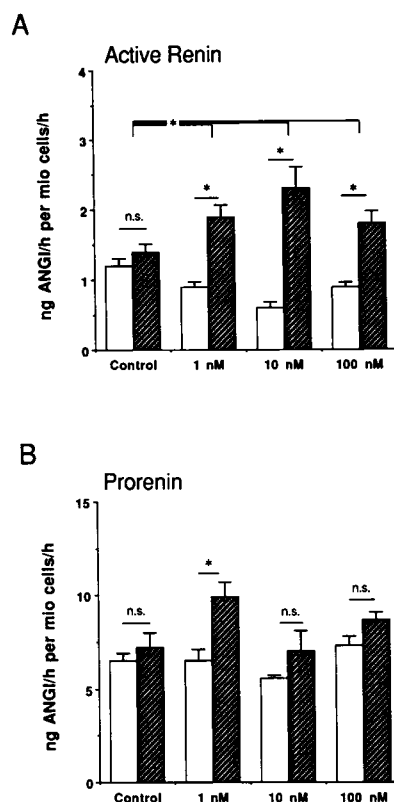 A
Active Renin
ng ANGI/h per mio cells/h
4
3
2
1
0
*
n.s.
*
*
*
Control 1 nM 10 nM 100 nM
B
Prorenin
ng ANGI/h per mio cells/h
15
10
5
0
n.s.
*
n.s.
n.s.
Control 1 nM 10 nM 100 nM